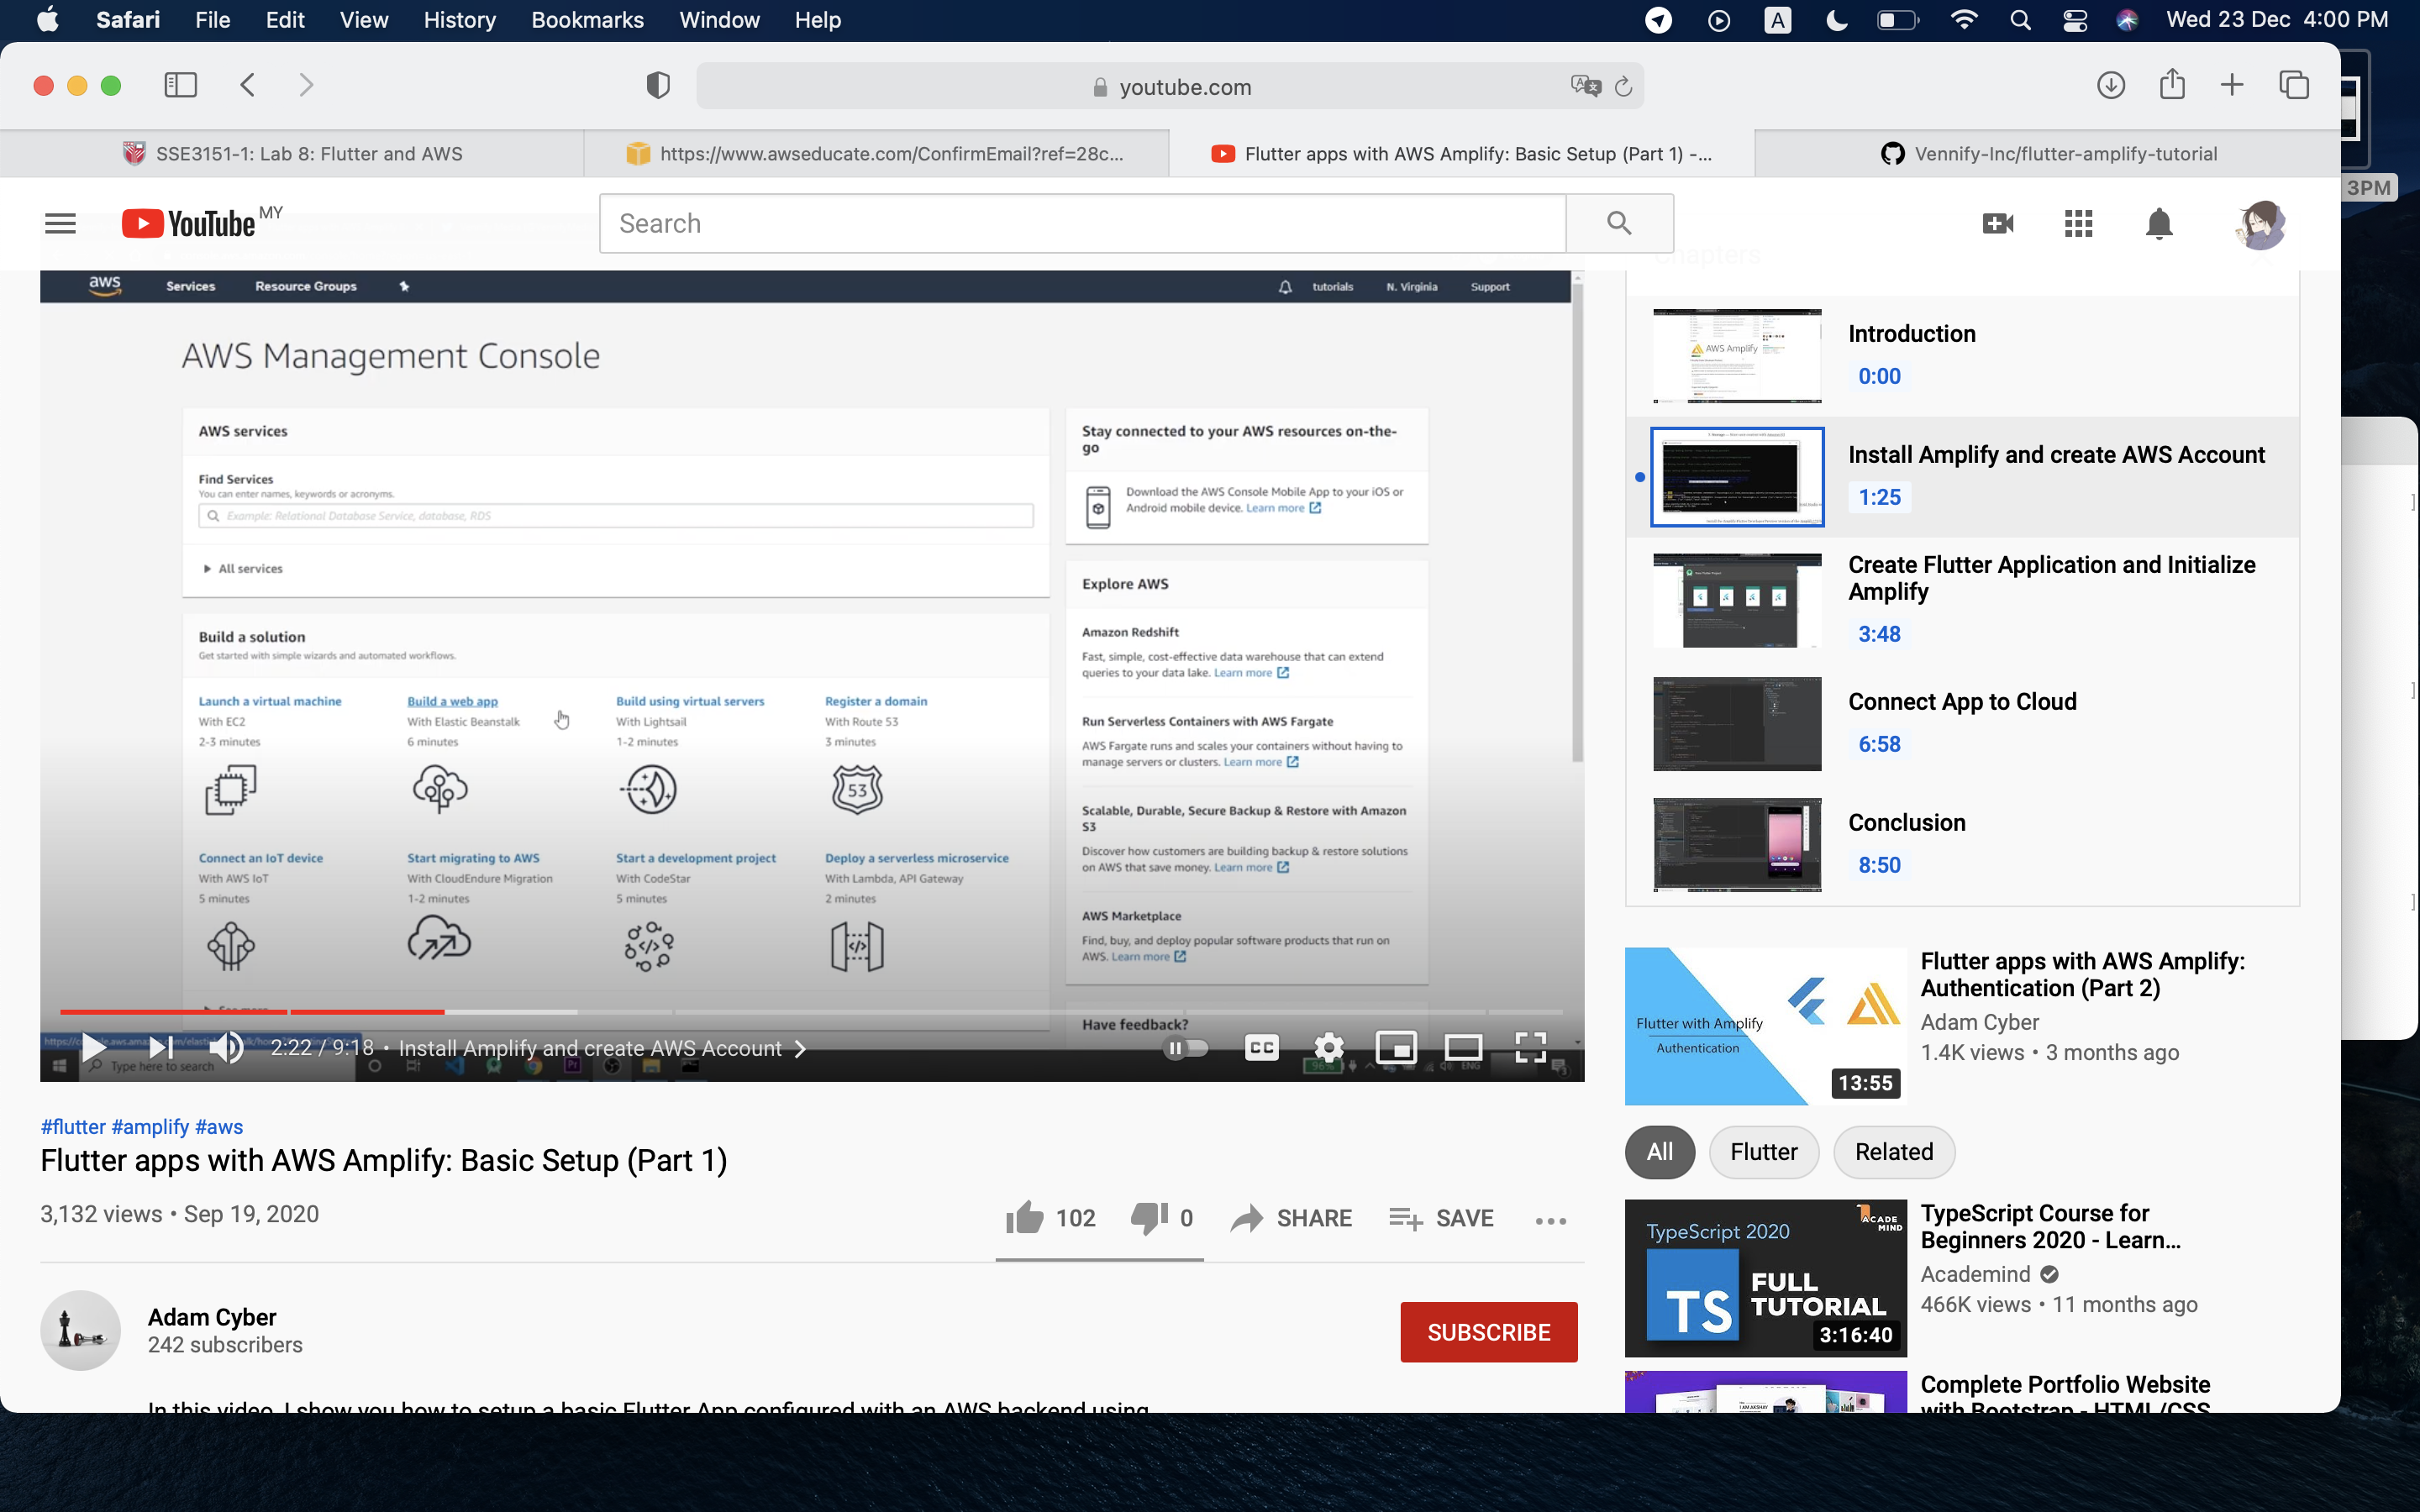 Safari File Edit View History Bookmarks Window Help
A
Wed 23 Dec 4:00 PM
youtube.com
SSE3151-1: Lab 8: Flutter and AWS
https://www.awseducate.com/ConfirmEmail?ref=28c...
Flutter apps with AWS Amplify: Basic Setup (Part 1) -...
Vennify-Inc/flutter-amplify-tutorial
3PM
YouTube MY
Search
Chapters
aws
Services
Resource Groups
tutorials
N. Virginia
Support
AWS Management Console
AWS services
Find Services
You can enter names, keywords or acronyms.
Example: Relational Database Service, database, RDS
All services
Build a solution
Get started with simple wizards and automated workflows.
Launch a virtual machine
With EC2
2-3 minutes
Build a web app
With Elastic Beanstalk
6 minutes
Build using virtual servers
With Lightsail
1-2 minutes
Register a domain
With Route 53
3 minutes
53
Connect an IoT device
With AWS IoT
5 minutes
Start migrating to AWS
With CloudEndure Migration
1-2 minutes
Start a development project
With CodeStar
5 minutes
Deploy a serverless microservice
With Lambda, API Gateway
2 minutes
Stay connected to your AWS resources on-the-
go
Download the AWS Console Mobile App to your iOS or
Android mobile device. Learn more
Explore AWS
Amazon Redshift
Fast, simple, cost-effective data warehouse that can extend
queries to your data lake. Learn more
Run Serverless Containers with AWS Fargate
AWS Fargate runs and scales your containers without having to
manage servers or clusters. Learn more
Scalable, Durable, Secure Backup & Restore with Amazon
S3
Discover how customers are building backup & restore solutions
on AWS that save money. Learn more
AWS Marketplace
Find, buy, and deploy popular software products that run on
AWS. Learn more
Have feedback?
2:22 / 9:18 • Install Amplify and create AWS Account
CC
Type here to search
96%
ENG
#flutter #amplify #aws
Flutter apps with AWS Amplify: Basic Setup (Part 1)
3,132 views • Sep 19, 2020
102
0
SHARE
SAVE
Adam Cyber
242 subscribers
SUBSCRIBE
In this video, I show you how to setup a basic Flutter App configured with an AWS backend using
AWS Amplify
Introduction
0:00
Install Amplify and create AWS Account
1:25
Create Flutter Application and Initialize
Amplify
3:48
Connect App to Cloud
6:58
Conclusion
8:50
Flutter with Amplify
Authentication
13:55
Flutter apps with AWS Amplify:
Authentication (Part 2)
Adam Cyber
1.4K views • 3 months ago
All
Flutter
Related
TypeScript 2020
TS
FULL
TUTORIAL
ACADE
MIND
3:16:40
TypeScript Course for
Beginners 2020 - Learn...
Academind
466K views • 11 months ago
Complete Portfolio Website
with Bootstrap - HTML/CSS